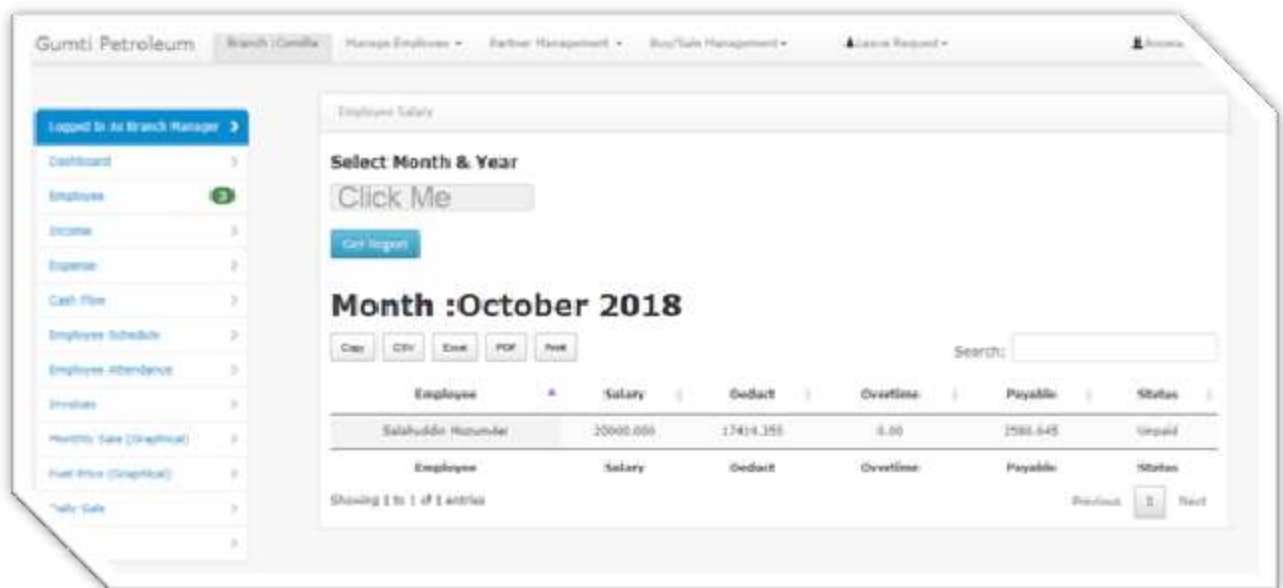 Gumti Petroleum Branch :Comilla Manage Employee Partner Management Buy/Sale Management Leave Request
Logged In As Branch Manager
Dashboard
Employee 3
Income
Expense
Cash Flow
Employee Schedule
Employee Attendance
Invoices
Monthly Sale (Graphical)
Fuel Price (Graphical)
Daily Sale
Employee Salary
Select Month & Year
Click Me
Get Report
Month :October 2018
Copy CSV Excel PDF Print
Search:
Employee Salary Deduct Overtime Payable Status
Salahuddin Mozumder 20000.000 17419.355 0.00 2580.645 Unpaid
Employee Salary Deduct Overtime Payable Status
Showing 1 to 1 of 1 entries
Previous 1 Next